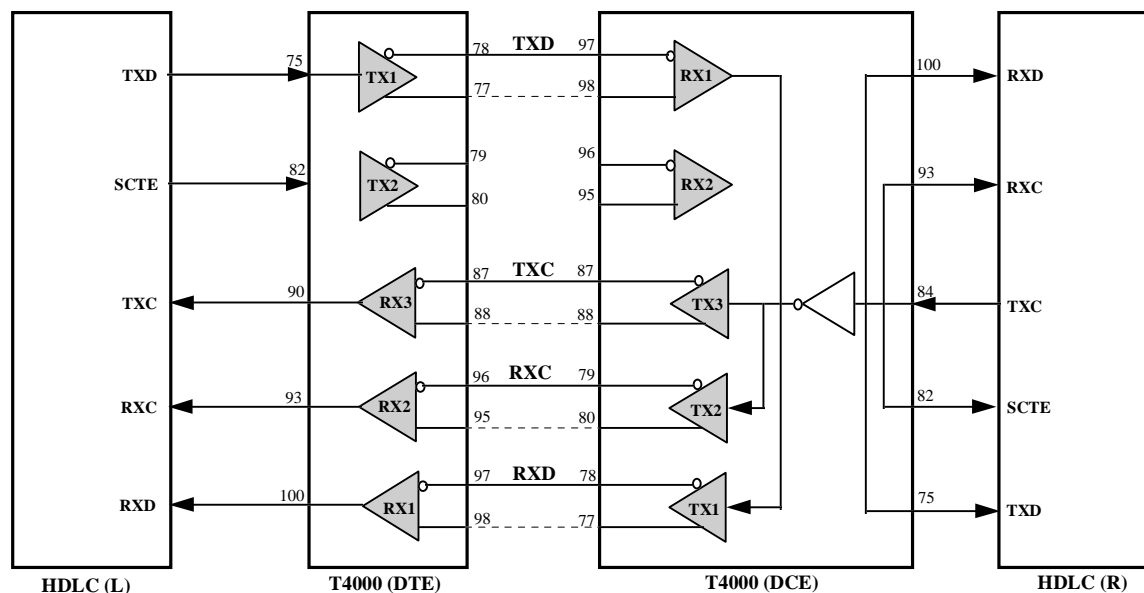 78 TXD 97
TXD 75 TX1 RX1 100 RXD
77 98
79 96
SCTE 82 TX2 RX2 93 RXC
80 95
87 TXC 87
TXC 90 RX3 TX3 84 TXC
88 88
96 RXC 79
RXC 93 RX2 TX2 82 SCTE
95 80
97 RXD 78
RXD 100 RX1 TX1 75 TXD
98 77
HDLC (L) T4000 (DTE) T4000 (DCE) HDLC (R)